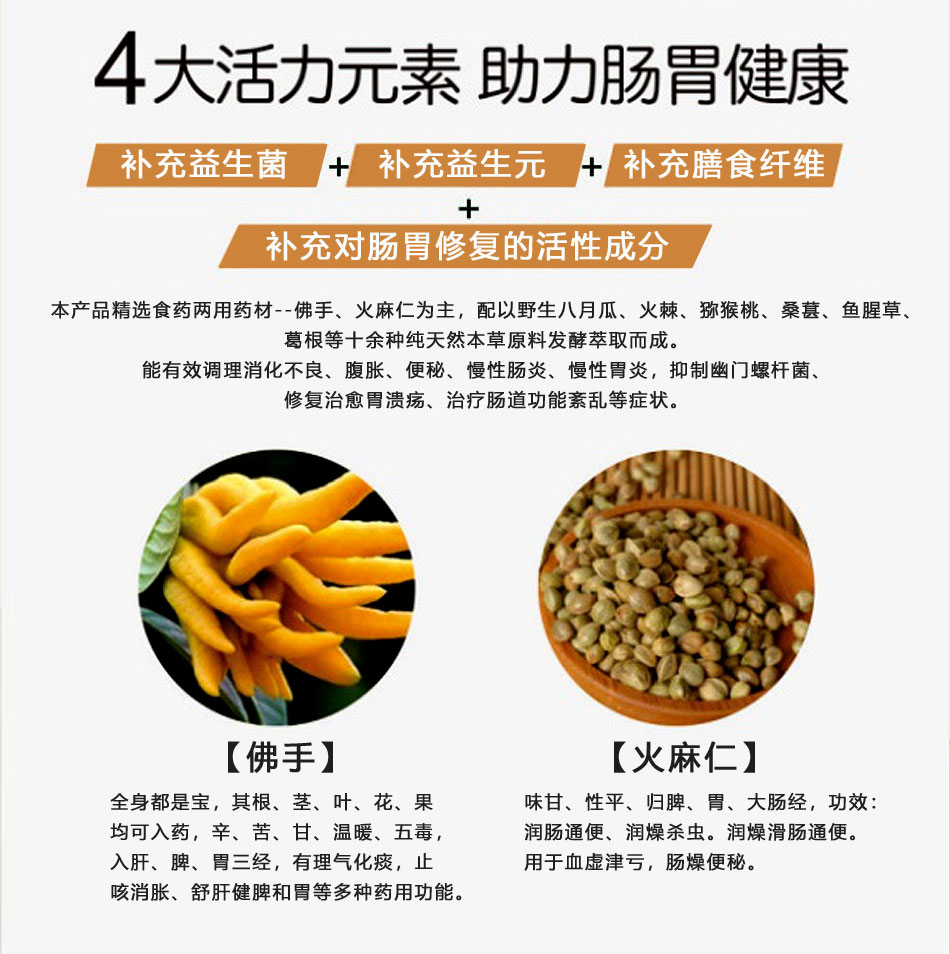 4大活力元素 助力肠胃健康
补充益生菌 + 补充益生元 + 补充膳食纤维
+
补充对肠胃修复的活性成分
本产品精选食药两用药材--佛手、火麻仁为主，配以野生八月瓜、火棘、猕猴桃、桑葚、鱼腥草、
葛根等十余种纯天然本草原料发酵萃取而成。
能有效调理消化不良、腹胀、便秘、慢性肠炎、慢性胃炎，抑制幽门螺杆菌、
修复治愈胃溃疡、治疗肠道功能紊乱等症状。
【佛手】
全身都是宝，其根、茎、叶、花、果
均可入药，辛、苦、甘、温暖、五毒，
入肝、脾、胃三经，有理气化痰，止
咳消胀、舒肝健脾和胃等多种药用功能。
【火麻仁】
味甘、性平、归脾、胃、大肠经，功效：
润肠通便、润燥杀虫。润燥滑肠通便。
用于血虚津亏，肠燥便秘。